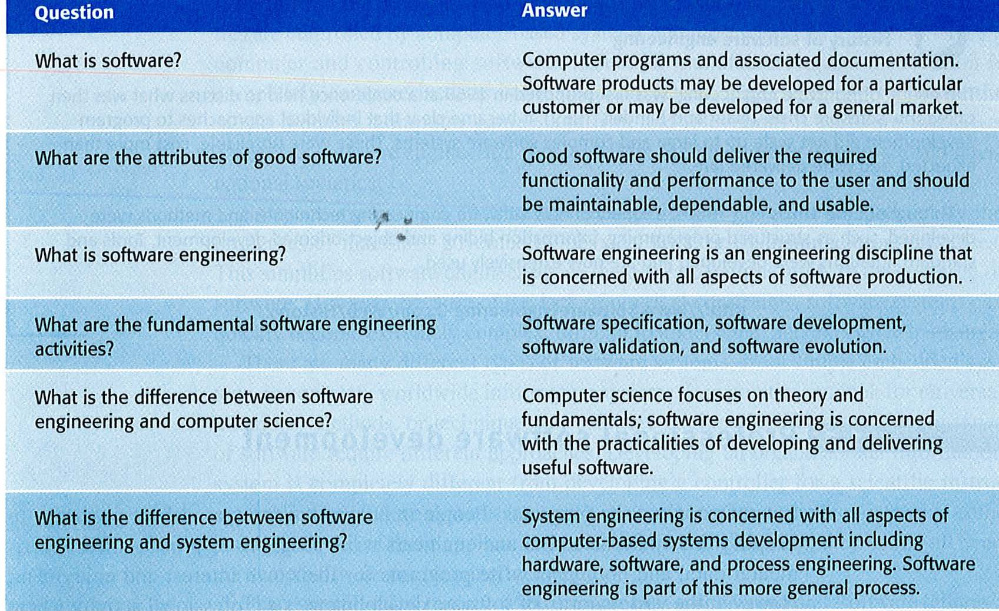 Question Answer
What is software?
Computer programs and associated documentation.
Software products may be developed for a particular
customer or may be developed for a general market.
What are the attributes of good software?
Good software should deliver the required
functionality and performance to the user and should
be maintainable, dependable, and usable.
What is software engineering?
Software engineering is an engineering discipline that
is concerned with all aspects of software production.
What are the fundamental software engineering
activities?
Software specification, software development,
software validation, and software evolution.
What is the difference between software
engineering and computer science?
Computer science focuses on theory and
fundamentals; software engineering is concerned
with the practicalities of developing and delivering
useful software.
What is the difference between software
engineering and system engineering?
System engineering is concerned with all aspects of
computer-based systems development including
hardware, software, and process engineering. Software
engineering is part of this more general process.